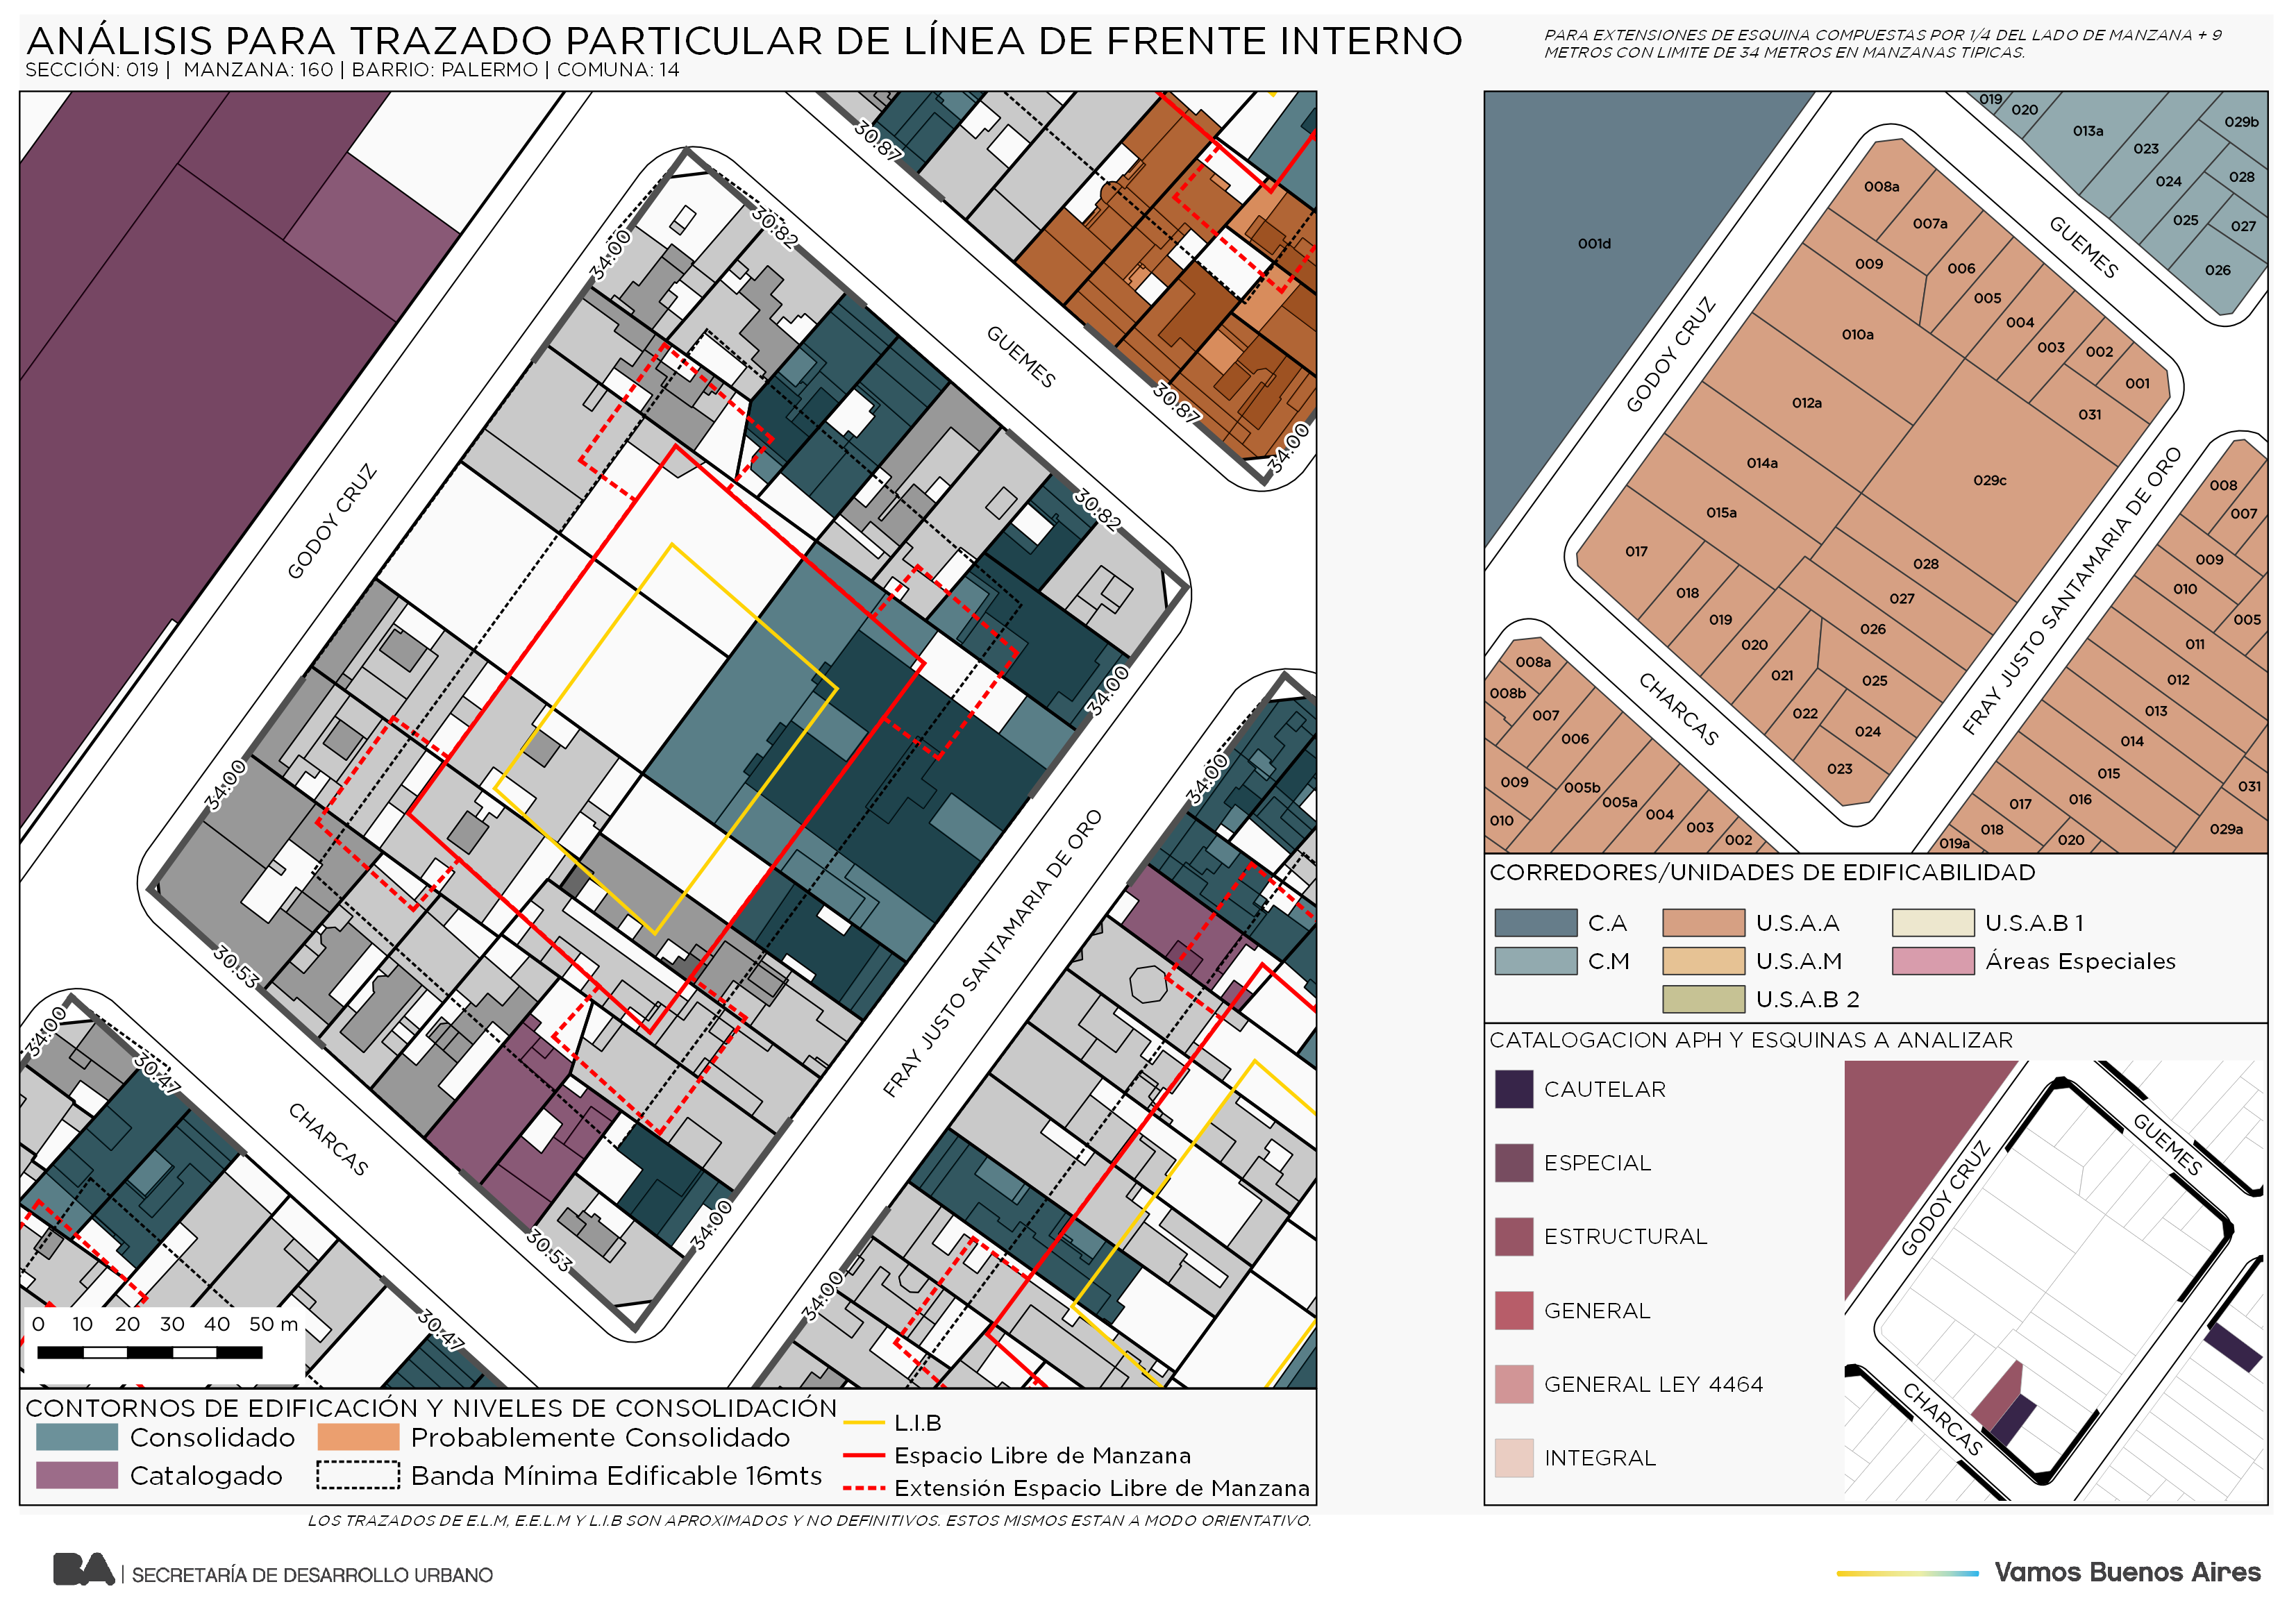 ANÁLISIS PARA TRAZADO PARTICULAR DE LÍNEA DE FRENTE INTERNO
SECCIÓN: 019 | MANZANA: 160 | BARRIO: PALERMO | COMUNA: 14
PARA EXTENSIONES DE ESQUINA COMPUESTAS POR 1/4 DEL LADO DE MANZANA + 9
METROS CON LIMITE DE 34 METROS EN MANZANAS TIPICAS.
30.87
30.82
34.00
GUEMES
30.87
34.00
GODOY CRUZ
30.82
34.00
34.00
34.00
FRAY JUSTO SANTAMARIA DE ORO
30.53
34.00
30.47
CHARCAS
34.00
30.53
34.00
30.47
0 10 20 30 40 50 m
CONTORNOS DE EDIFICACIÓN Y NIVELES DE CONSOLIDACIÓN
Consolidado
Probablemente Consolidado
Catalogado
Banda Mínima Edificable 16mts
L.I.B
Espacio Libre de Manzana
Extensión Espacio Libre de Manzana
LOS TRAZADOS DE E.L.M, E.E.L.M Y L.I.B SON APROXIMADOS Y NO DEFINITIVOS. ESTOS MISMOS ESTAN A MODO ORIENTATIVO.
019
020
013a
029b
023
024
028
025
027
026
001d
008a
007a
GUEMES
009
006
005
010a
004
003
002
001
031
GODOY CRUZ
012a
014a
029c
015a
017
028
018
027
019
026
020
021
025
022
024
023
FRAY JUSTO SANTAMARIA DE ORO
CHARCAS
008
007
009
010
005
011
012
013
014
015
031
016
017
029a
018
020
019a
008a
008b
007
006
009
005b
005a
010
004
003
002
CORREDORES/UNIDADES DE EDIFICABILIDAD
C.A
U.S.A.A
U.S.A.B 1
C.M
U.S.A.M
Áreas Especiales
U.S.A.B 2
CATALOGACION APH Y ESQUINAS A ANALIZAR
CAUTELAR
ESPECIAL
ESTRUCTURAL
GENERAL
GENERAL LEY 4464
INTEGRAL
GUEMES
GODOY CRUZ
CHARCAS
BA | SECRETARÍA DE DESARROLLO URBANO
Vamos Buenos Aires